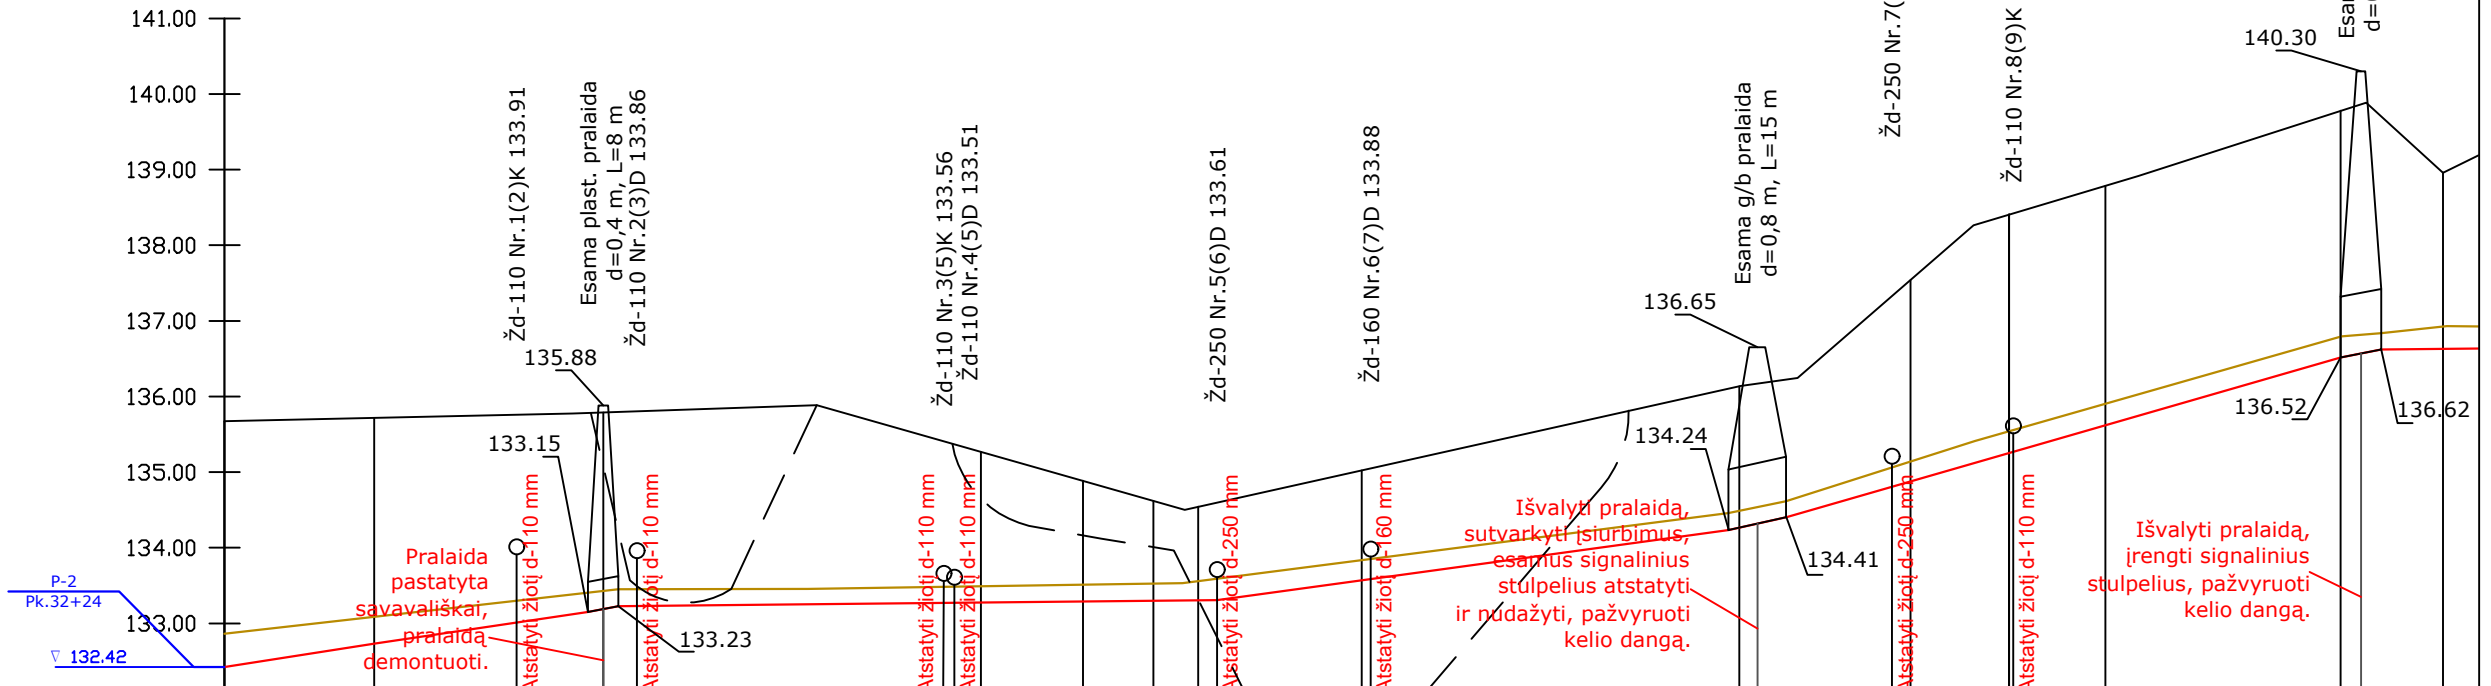 141.00
140.00
139.00
138.00
137.00
136.00
135.00
134.00
133.00
P-2
Pk.32+24
132.42
Žd-110 Nr.1(2)K 133.91
Esama plast. pralaida
d=0,4 m, L=8 m
Žd-110 Nr.2(3)D 133.86
135.88
133.15
133.23
Pralaida
pastatyta
savavališkai,
pralaidą
demontuoti.
Atstatyti žiotį d-110 mm
Atstatyti žiotį d-110 mm
Žd-110 Nr.3(5)K 133.56
Žd-110 Nr.4(5)D 133.51
Atstatyti žiotį d-110 mm
Atstatyti žiotį d-110 mm
Žd-250 Nr.5(6)D 133.61
Atstatyti žiotį d-250 mm
Žd-160 Nr.6(7)D 133.88
Atstatyti žiotį d-160 mm
Esama g/b pralaida
d=0,8 m, L=15 m
136.65
134.24
134.41
Išvalyti pralaidą,
sutvarkyti įsiurbimus,
esamus signalinius
stulpelius atstatyti
ir nudažyti, pažvyruoti
kelio dangą.
Žd-250 Nr.7(
Atstatyti žiotį d-250 mm
Žd-110 Nr.8(9)K
Atstatyti žiotį d-110 mm
140.30
136.52
136.62
Išvalyti pralaidą,
įrengti signalinius
stulpelius, pažvyruoti
kelio dangą.